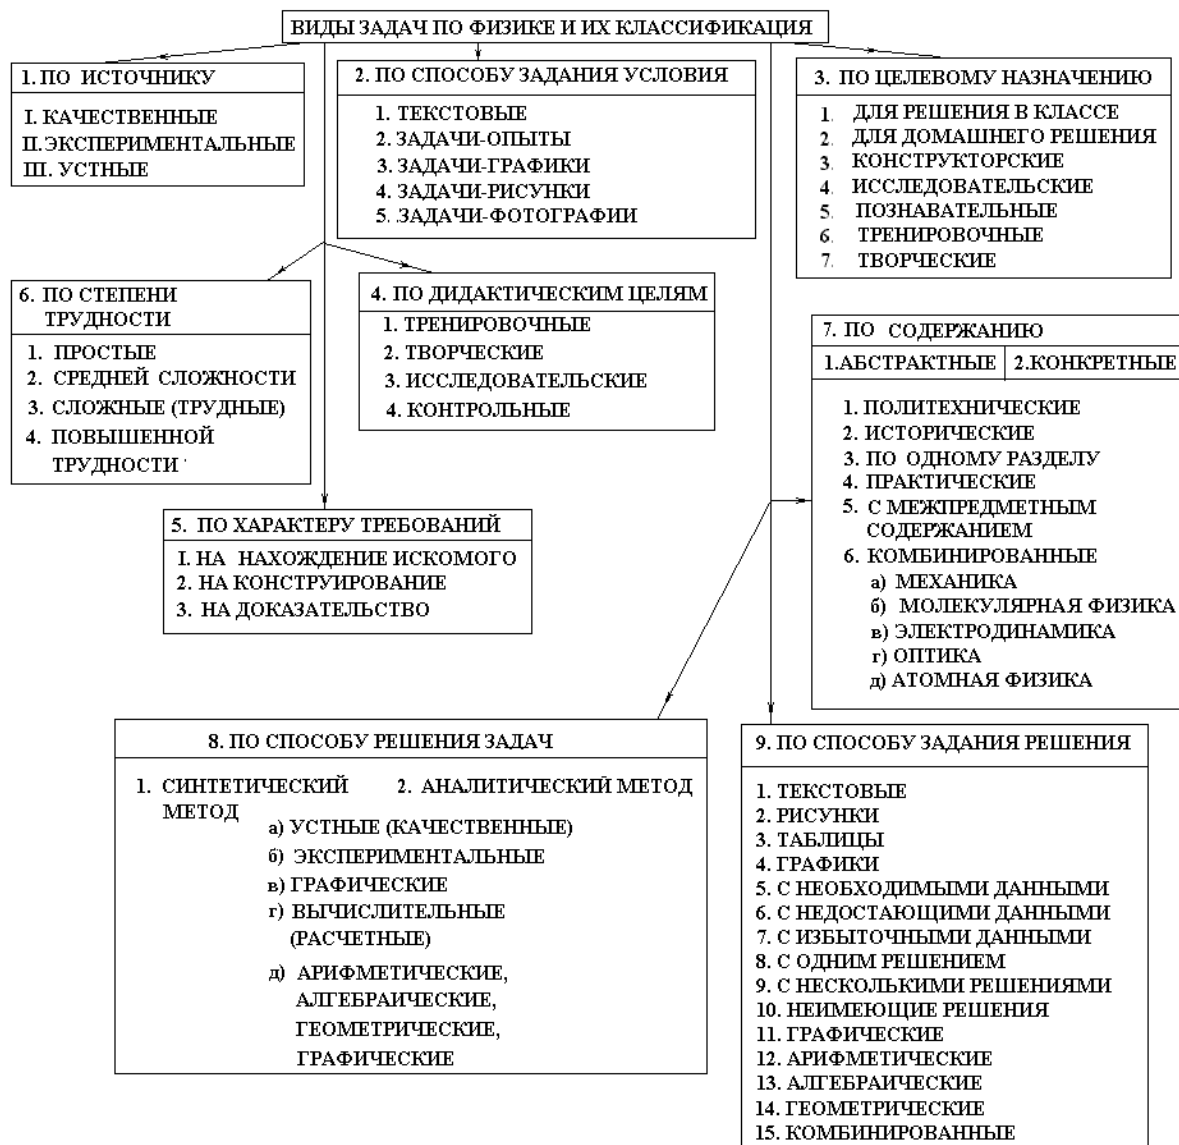 ВИДЫ ЗАДАЧ ПО ФИЗИКЕ И ИХ КЛАССИФИКАЦИЯ
1. ПО ИСТОЧНИКУ
I. КАЧЕСТВЕННЫЕ
II. ЭКСПЕРИМЕНТАЛЬНЫЕ
III. УСТНЫЕ
2. ПО СПОСОБУ ЗАДАНИЯ УСЛОВИЯ
1. ТЕКСТОВЫЕ
2. ЗАДАЧИ-ОПЫТЫ
3. ЗАДАЧИ-ГРАФИКИ
4. ЗАДАЧИ-РИСУНКИ
5. ЗАДАЧИ-ФОТОГРАФИИ
3. ПО ЦЕЛЕВОМУ НАЗНАЧЕНИЮ
1. ДЛЯ РЕШЕНИЯ В КЛАССЕ
2. ДЛЯ ДОМАШНЕГО РЕШЕНИЯ
3. КОНСТРУКТОРСКИЕ
4. ИССЛЕДОВАТЕЛЬСКИЕ
5. ПОЗНАВАТЕЛЬНЫЕ
6. ТРЕНИРОВОЧНЫЕ
7. ТВОРЧЕСКИЕ
6. ПО СТЕПЕНИ
ТРУДНОСТИ
1. ПРОСТЫЕ
2. СРЕДНЕЙ СЛОЖНОСТИ
3. СЛОЖНЫЕ (ТРУДНЫЕ)
4. ПОВЫШЕННОЙ
ТРУДНОСТИ
4. ПО ДИДАКТИЧЕСКИМ ЦЕЛЯМ
1. ТРЕНИРОВОЧНЫЕ
2. ТВОРЧЕСКИЕ
3. ИССЛЕДОВАТЕЛЬСКИЕ
4. КОНТРОЛЬНЫЕ
5. ПО ХАРАКТЕРУ ТРЕБОВАНИЙ
I. НА НАХОЖДЕНИЕ ИСКОМОГО
2. НА КОНСТРУИРОВАНИЕ
3. НА ДОКАЗАТЕЛЬСТВО
7. ПО СОДЕРЖАНИЮ
1.АБСТРАКТНЫЕ 2.КОНКРЕТНЫЕ
1. ПОЛИТЕХНИЧЕСКИЕ
2. ИСТОРИЧЕСКИЕ
3. ПО ОДНОМУ РАЗДЕЛУ
4. ПРАКТИЧЕСКИЕ
5. С МЕЖПРЕДМЕТНЫМ
СОДЕРЖАНИЕМ
6. КОМБИНИРОВАННЫЕ
а) МЕХАНИКА
б) МОЛЕКУЛЯРНАЯ ФИЗИКА
в) ЭЛЕКТРОДИНАМИКА
г) ОПТИКА
д) АТОМНАЯ ФИЗИКА
8. ПО СПОСОБУ РЕШЕНИЯ ЗАДАЧ
1. СИНТЕТИЧЕСКИЙ 2. АНАЛИТИЧЕСКИЙ МЕТОД
МЕТОД
а) УСТНЫЕ (КАЧЕСТВЕННЫЕ)
б) ЭКСПЕРИМЕНТАЛЬНЫЕ
в) ГРАФИЧЕСКИЕ
г) ВЫЧИСЛИТЕЛЬНЫЕ
(РАСЧЕТНЫЕ)
д) АРИФМЕТИЧЕСКИЕ,
АЛГЕБРАИЧЕСКИЕ,
ГЕОМЕТРИЧЕСКИЕ,
ГРАФИЧЕСКИЕ
9. ПО СПОСОБУ ЗАДАНИЯ РЕШЕНИЯ
1. ТЕКСТОВЫЕ
2. РИСУНКИ
3. ТАБЛИЦЫ
4. ГРАФИКИ
5. С НЕОБХОДИМЫМИ ДАННЫМИ
6. С НЕДОСТАЮЩИМИ ДАННЫМИ
7. С ИЗБЫТОЧНЫМИ ДАННЫМИ
8. С ОДНИМ РЕШЕНИЕМ
9. С НЕСКОЛЬКИМИ РЕШЕНИЯМИ
10. НЕИМЕЮЩИЕ РЕШЕНИЯ
11. ГРАФИЧЕСКИЕ
12. АРИФМЕТИЧЕСКИЕ
13. АЛГЕБРАИЧЕСКИЕ
14. ГЕОМЕТРИЧЕСКИЕ
15. КОМБИНИРОВАННЫЕ